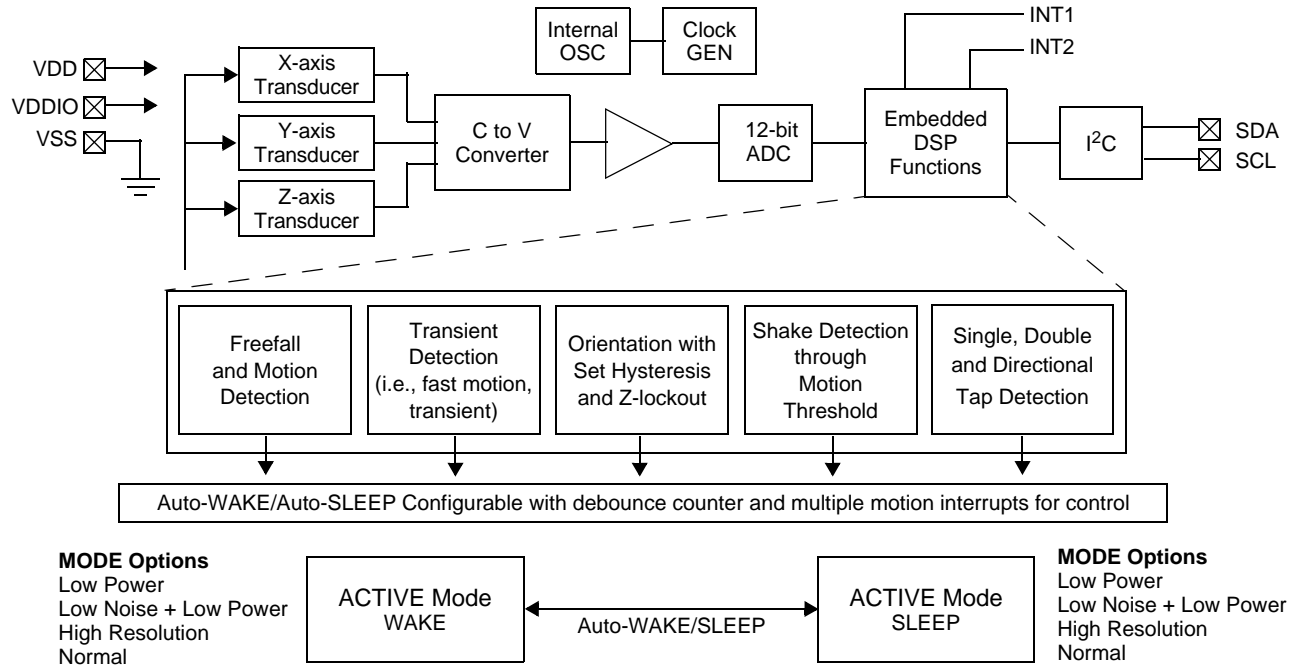 INT1
INT2
Internal
OSC
Clock
GEN
VDD
VDDIO
VSS
X-axis
Transducer
Y-axis
Transducer
Z-axis
Transducer
C to V
Converter
12-bit
ADC
Embedded
DSP
Functions
I²C
SDA
SCL
Freefall
and Motion
Detection
Transient
Detection
(i.e., fast motion,
transient)
Orientation with
Set Hysteresis
and Z-lockout
Shake Detection
through
Motion
Threshold
Single, Double
and Directional
Tap Detection
Auto-WAKE/Auto-SLEEP Configurable with debounce counter and multiple motion interrupts for control
MODE Options
Low Power
Low Noise + Low Power
High Resolution
Normal
ACTIVE Mode
WAKE
Auto-WAKE/SLEEP
ACTIVE Mode
SLEEP
MODE Options
Low Power
Low Noise + Low Power
High Resolution
Normal